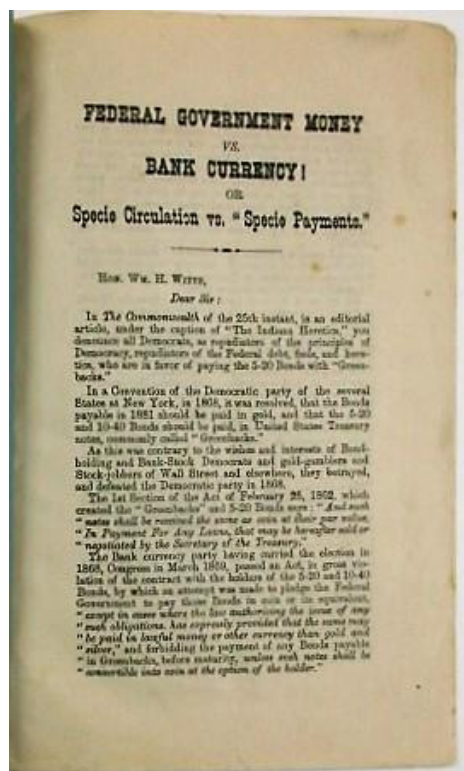 FEDERAL GOVERNMENT MONEY
VS.
BANK CURRENCY!
OR
Specie Circulation vs. "Specie Payments."
HON. WM. H. WITTE,
Dear Sir:
In The Commonwealth of the 25th instant, in an editorial
article, under the caption of "The Indiana Heretics," you
denounce all Democrats, as repudiators of the principles of
Democracy, repudiators of the Federal debt, fools, and here-
tics, who are in favor of paying the 5-20 Bonds with "Green-
backs."
In a Convention of the Democratic party of the several
States at New York, in 1868, it was resolved, that the Bonds
payable in 1881 should be paid in gold, and that the 5-20
and 10-40 Bonds should be paid, in United States Treasury
notes, commonly called "Greenbacks."
As this was contrary to the wishes and interests of Bond-
holding and Bank-Stock Democrats and gold-gamblers and
Stock-jobbers of Wall Street and elsewhere, they betrayed,
and defeated the Democratic party in 1868.
The 1st Section of the Act of February 25, 1862, which
created the "Greenbacks" and 5-20 Bonds says: "And such
"notes shall be received the same as coin at their par value,
"In Payment For Any Loans, that may be hereafter sold or
"negotiated by the Secretary of the Treasury."
The Bank currency party having carried the election in
1868, Congress in March 1869, passed an Act, in gross vio-
lation of the contract with the holders of the 5-20 and 10-40
Bonds, by which an attempt was made to pledge the Federal
Government to pay those Bonds in coin or its equivalent,
"except in cases where the law authorising the issue of any
"such obligations, has expressly provided that the same may
"be paid in lawful money or other currency than gold and
"silver," and forbidding the payment of any Bonds payable
"in Greenbacks, before maturity, unless such notes shall be
"convertible into coin at the option of the holder."